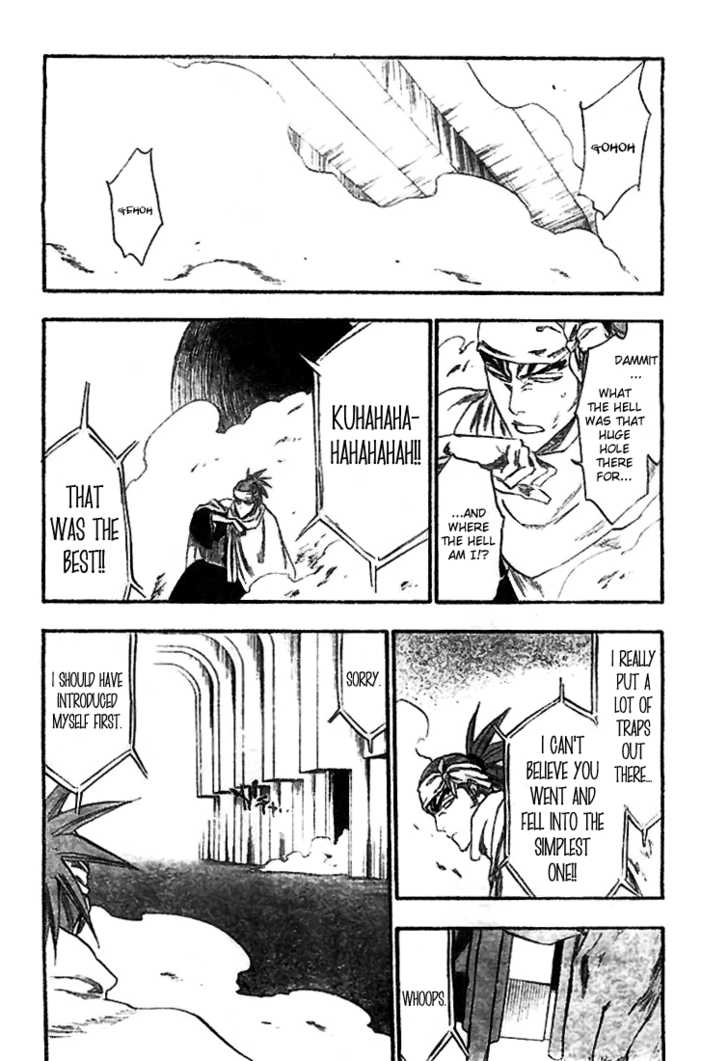 GOHOH
GEHOH
DAMMIT
...
WHAT
THE HELL
WAS THAT
HUGE
HOLE
THERE
FOR...
...AND
WHERE
THE HELL
AM I!?
KUHAHAHA-
HAHAHAHAH!!
THAT
WAS THE
BEST!!
I REALLY
PUT A
LOT OF
TRAPS
OUT
THERE...
I CAN'T
BELIEVE YOU
WENT AND
FELL INTO THE
SIMPLEST
ONE!!
WHOOPS.
SORRY.
I SHOULD HAVE
INTRODUCED
MYSELF FIRST.